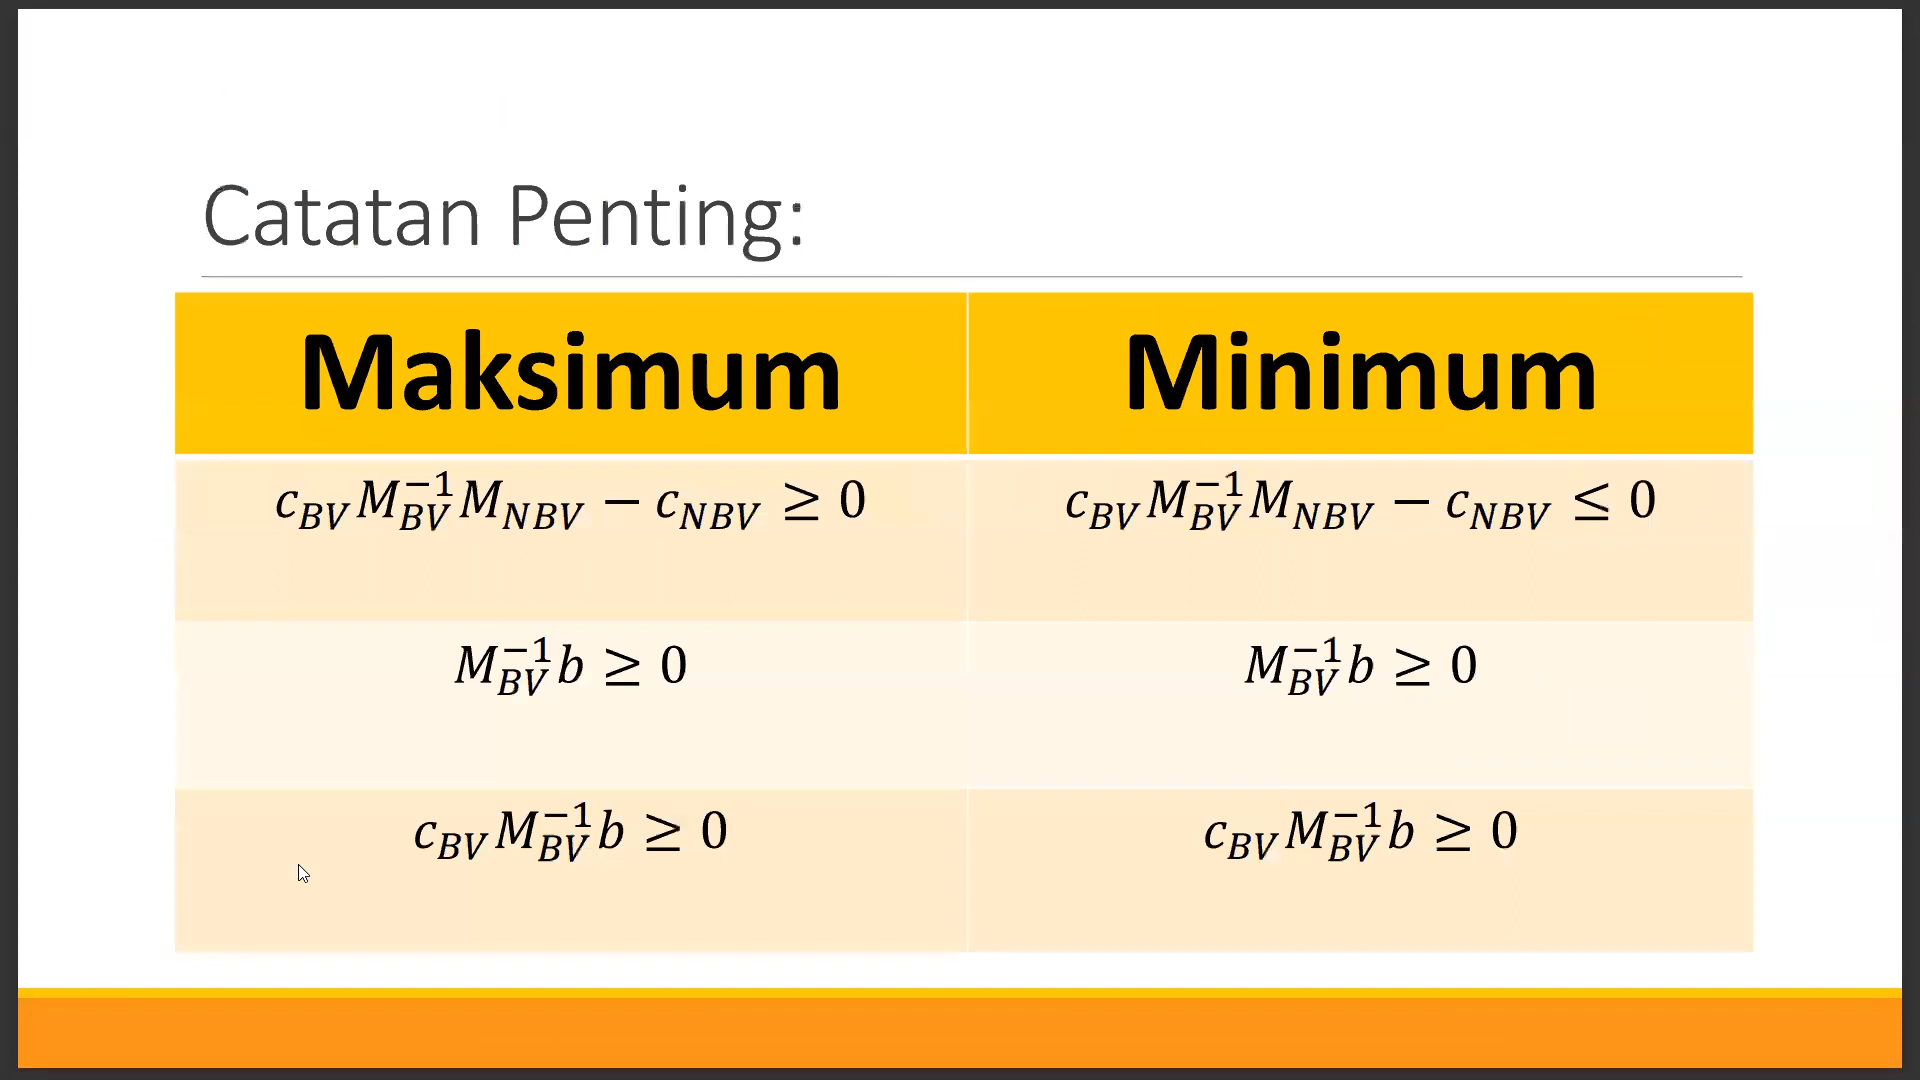 Catatan Penting:
Maksimum Minimum
$c_{BV}M_{BV}^{-1}M_{NBV} - c_{NBV} \geq 0$ $c_{BV}M_{BV}^{-1}M_{NBV} - c_{NBV} \leq 0$
$M_{BV}^{-1}b \geq 0$ $M_{BV}^{-1}b \geq 0$
$c_{BV}M_{BV}^{-1}b \geq 0$ $c_{BV}M_{BV}^{-1}b \geq 0$